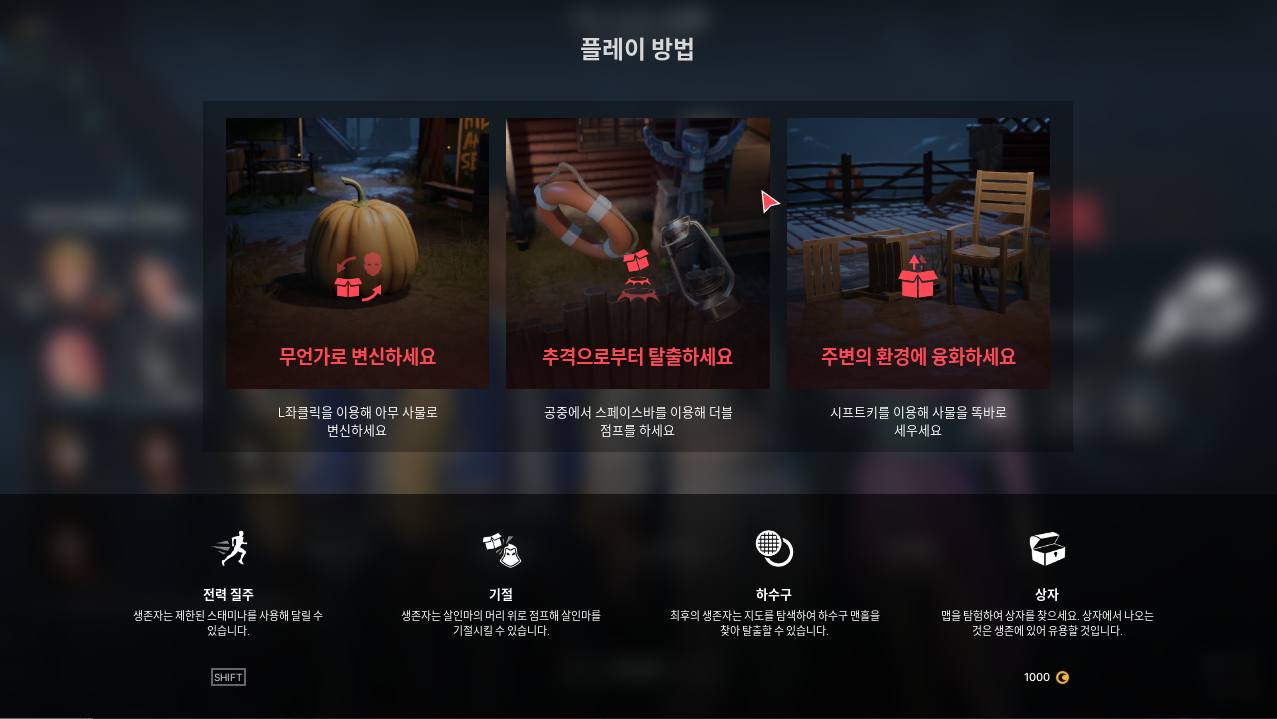 플레이 방법
무언가로 변신하세요
추격으로부터 탈출하세요
주변의 환경에 융화하세요
L좌클릭을 이용해 아무 사물로
변신하세요
공중에서 스페이스바를 이용해 더블
점프를 하세요
시프트키를 이용해 사물을 똑바로
세우세요
전력 질주
생존자는 제한된 스태미나를 사용해 달릴 수
있습니다.
SHIFT
기절
생존자는 살인마의 머리 위로 점프해 살인마를
기절시킬 수 있습니다.
하수구
최후의 생존자는 지도를 탐색하여 하수구 맨홀을
찾아 탈출할 수 있습니다.
상자
맵을 탐험하여 상자를 찾으세요. 상자에서 나오는
것은 생존에 있어 유용할 것입니다.
1000